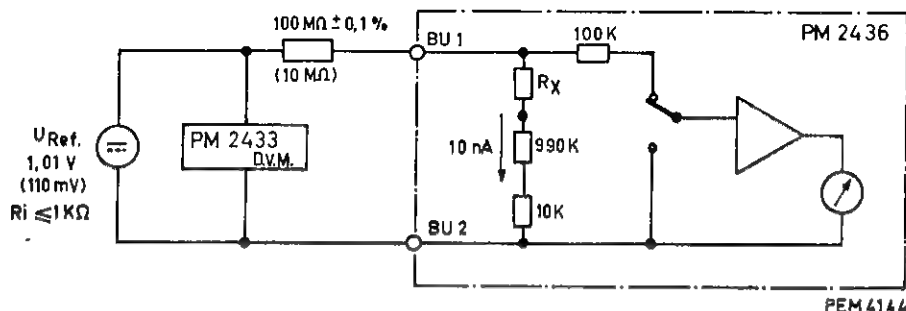 100 MΩ ± 0,1 %
(10 MΩ)
BU 1
100 K
PM 2436
RX
U Ref.
1,01 V
(110 mV)
Ri ⩽ 1 KΩ
PM 2433
D.V.M.
10 nA
990 K
10K
BU 2
PEM 4144